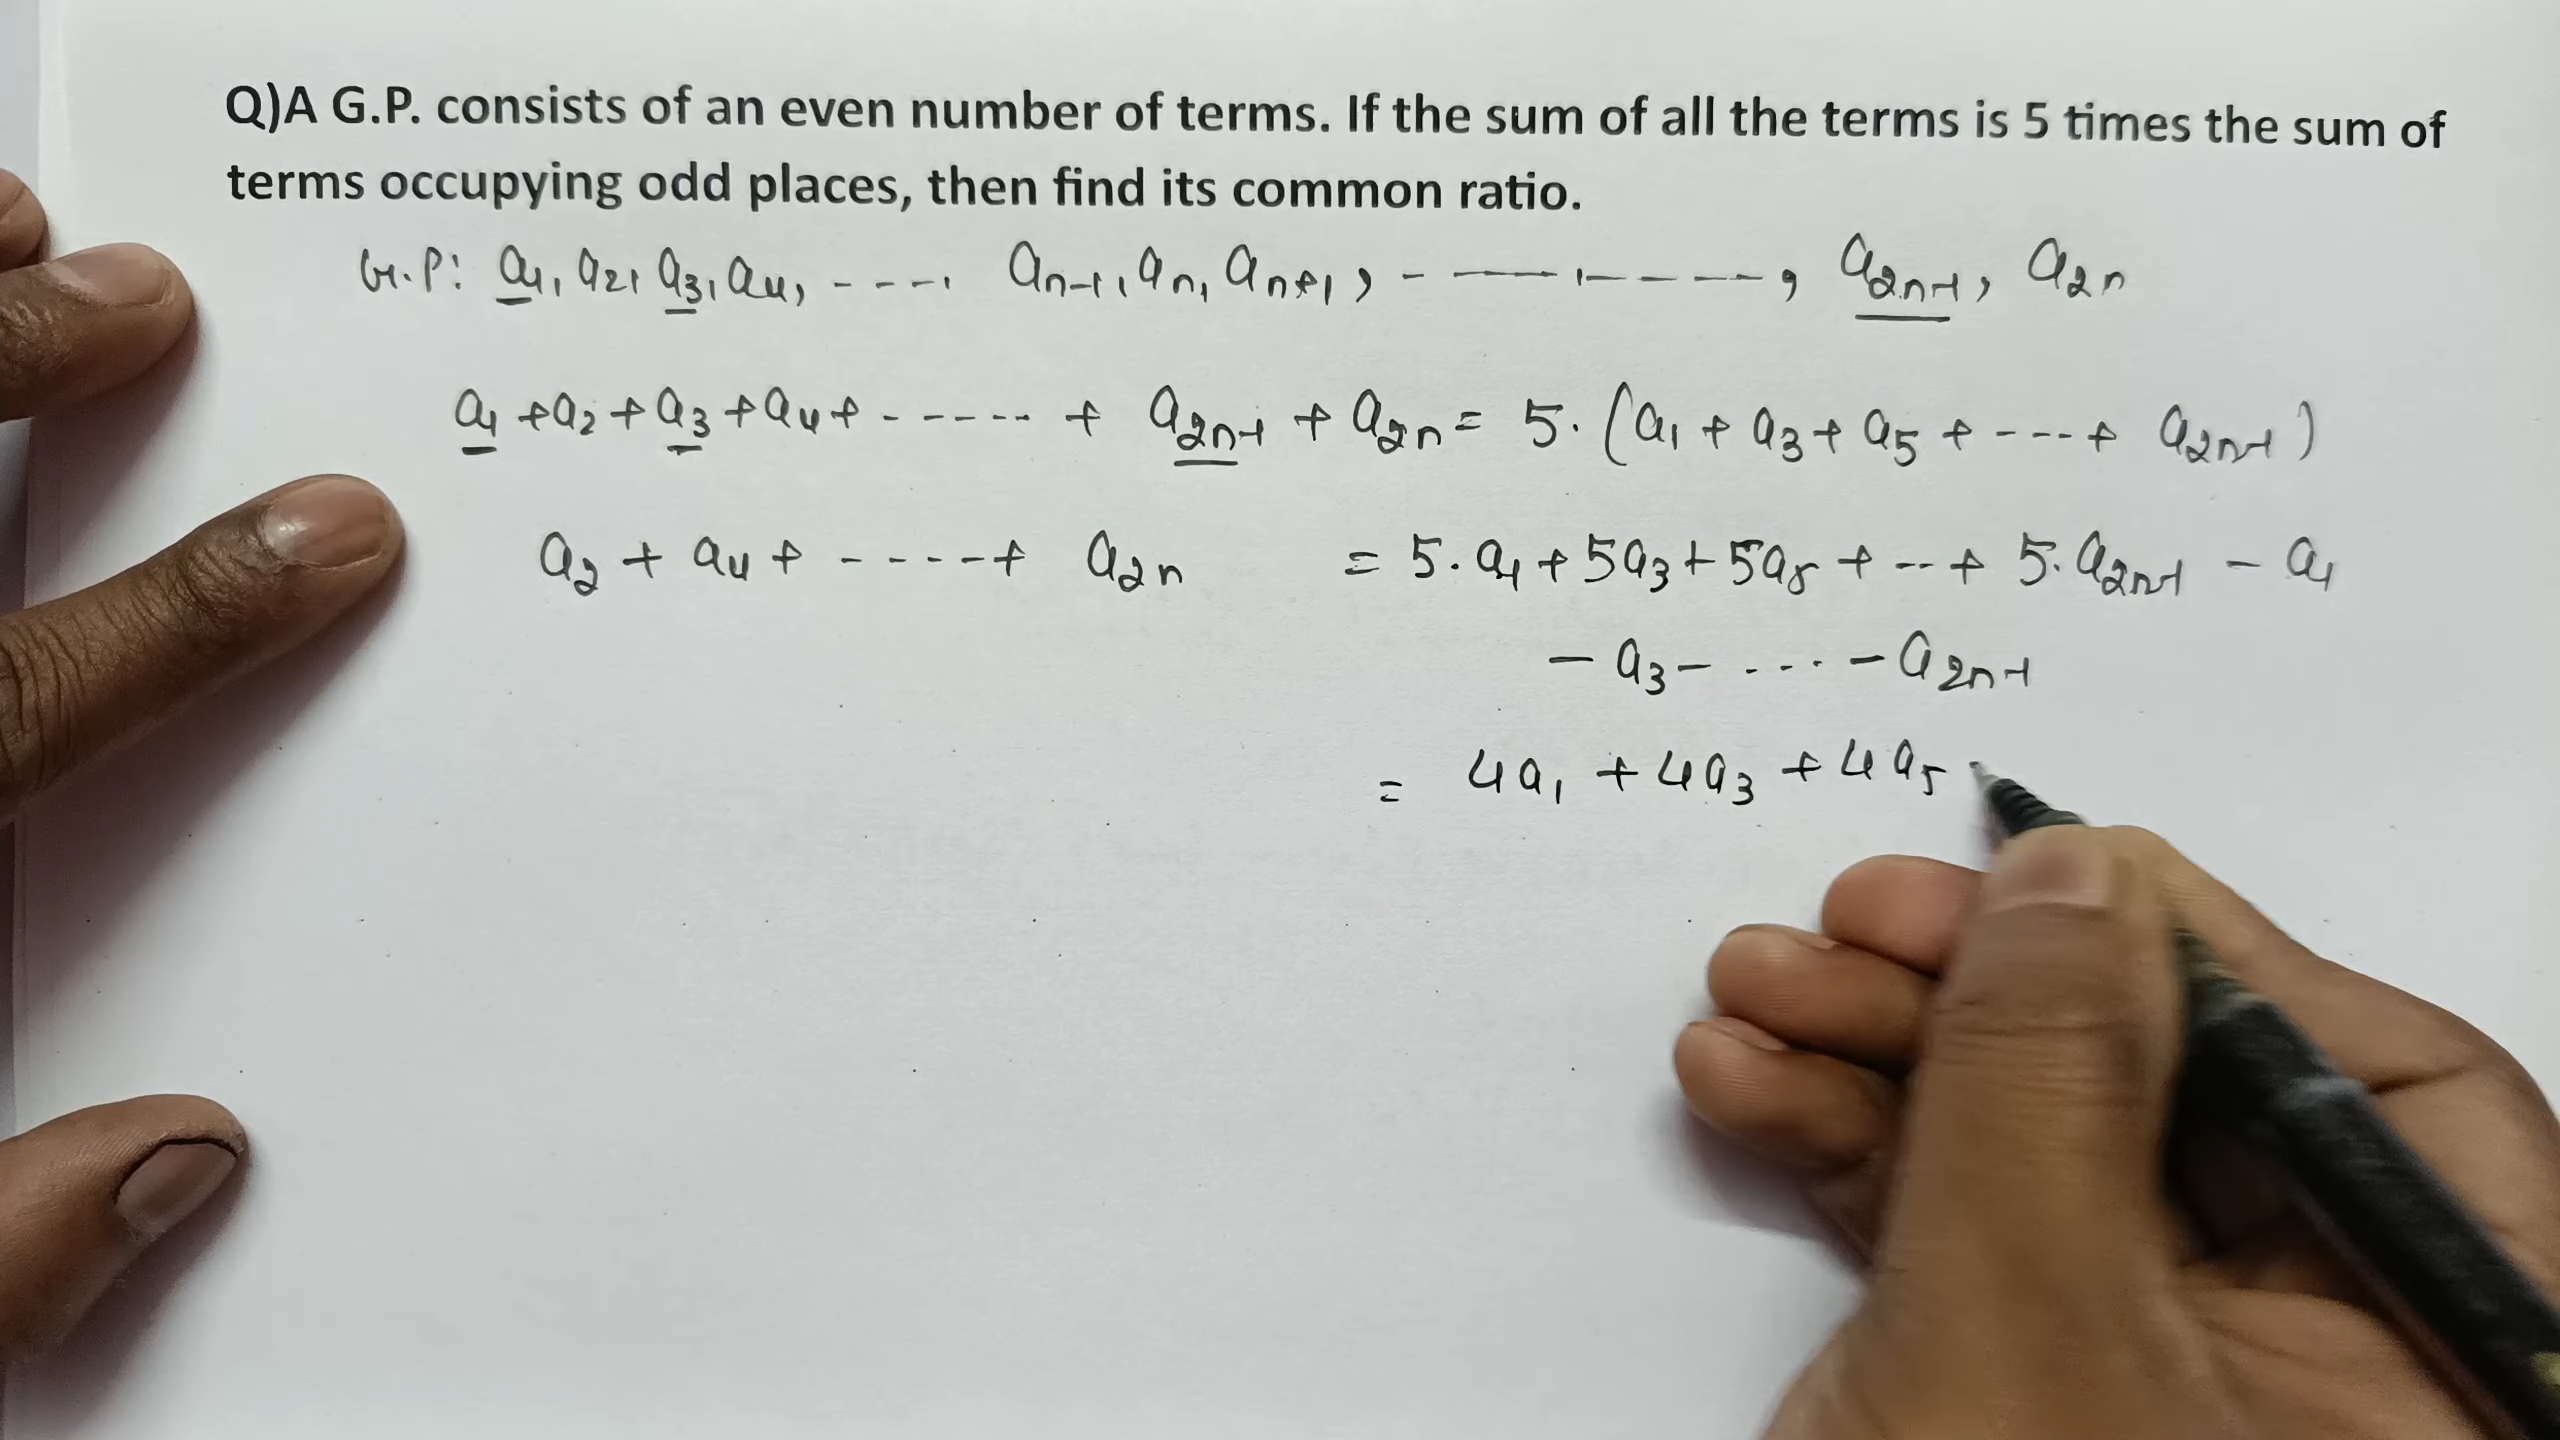 Q)A G.P. consists of an even number of terms. If the sum of all the terms is 5 times the sum of
terms occupying odd places, then find its common ratio.
G.P: a₁, a₂, a₃, a₄, ----. aₙ₋₁, aₙ, aₙ₊₁, - — — - — — — —, a₂ₙ₋₁, a₂ₙ
a₁ + a₂ + a₃ + a₄ + ------ + a₂ₙ₋₁ + a₂ₙ = 5. (a₁ + a₃ + a₅ + ---+ a₂ₙ₋₁)
a₂ + a₄ + -----+ a₂ₙ = 5.a₁ + 5a₃ + 5a₅ + --+ 5.a₂ₙ₋₁ - a₁
- a₃ - .... - a₂ₙ₋₁
= 4a₁ + 4a₃ + 4a₅